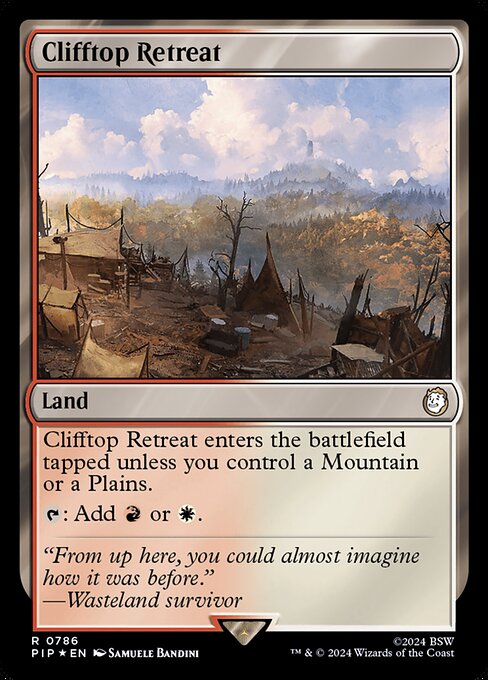 Clifftop Retreat
Land
Clifftop Retreat enters the battlefield
tapped unless you control a Mountain
or a Plains.
: Add or .
“From up here, you could almost imagine
how it was before.”
—Wasteland survivor
R 0786
PIP★EN Samuele Bandini
©2024 BSW
™ & © 2024 Wizards of the Coast